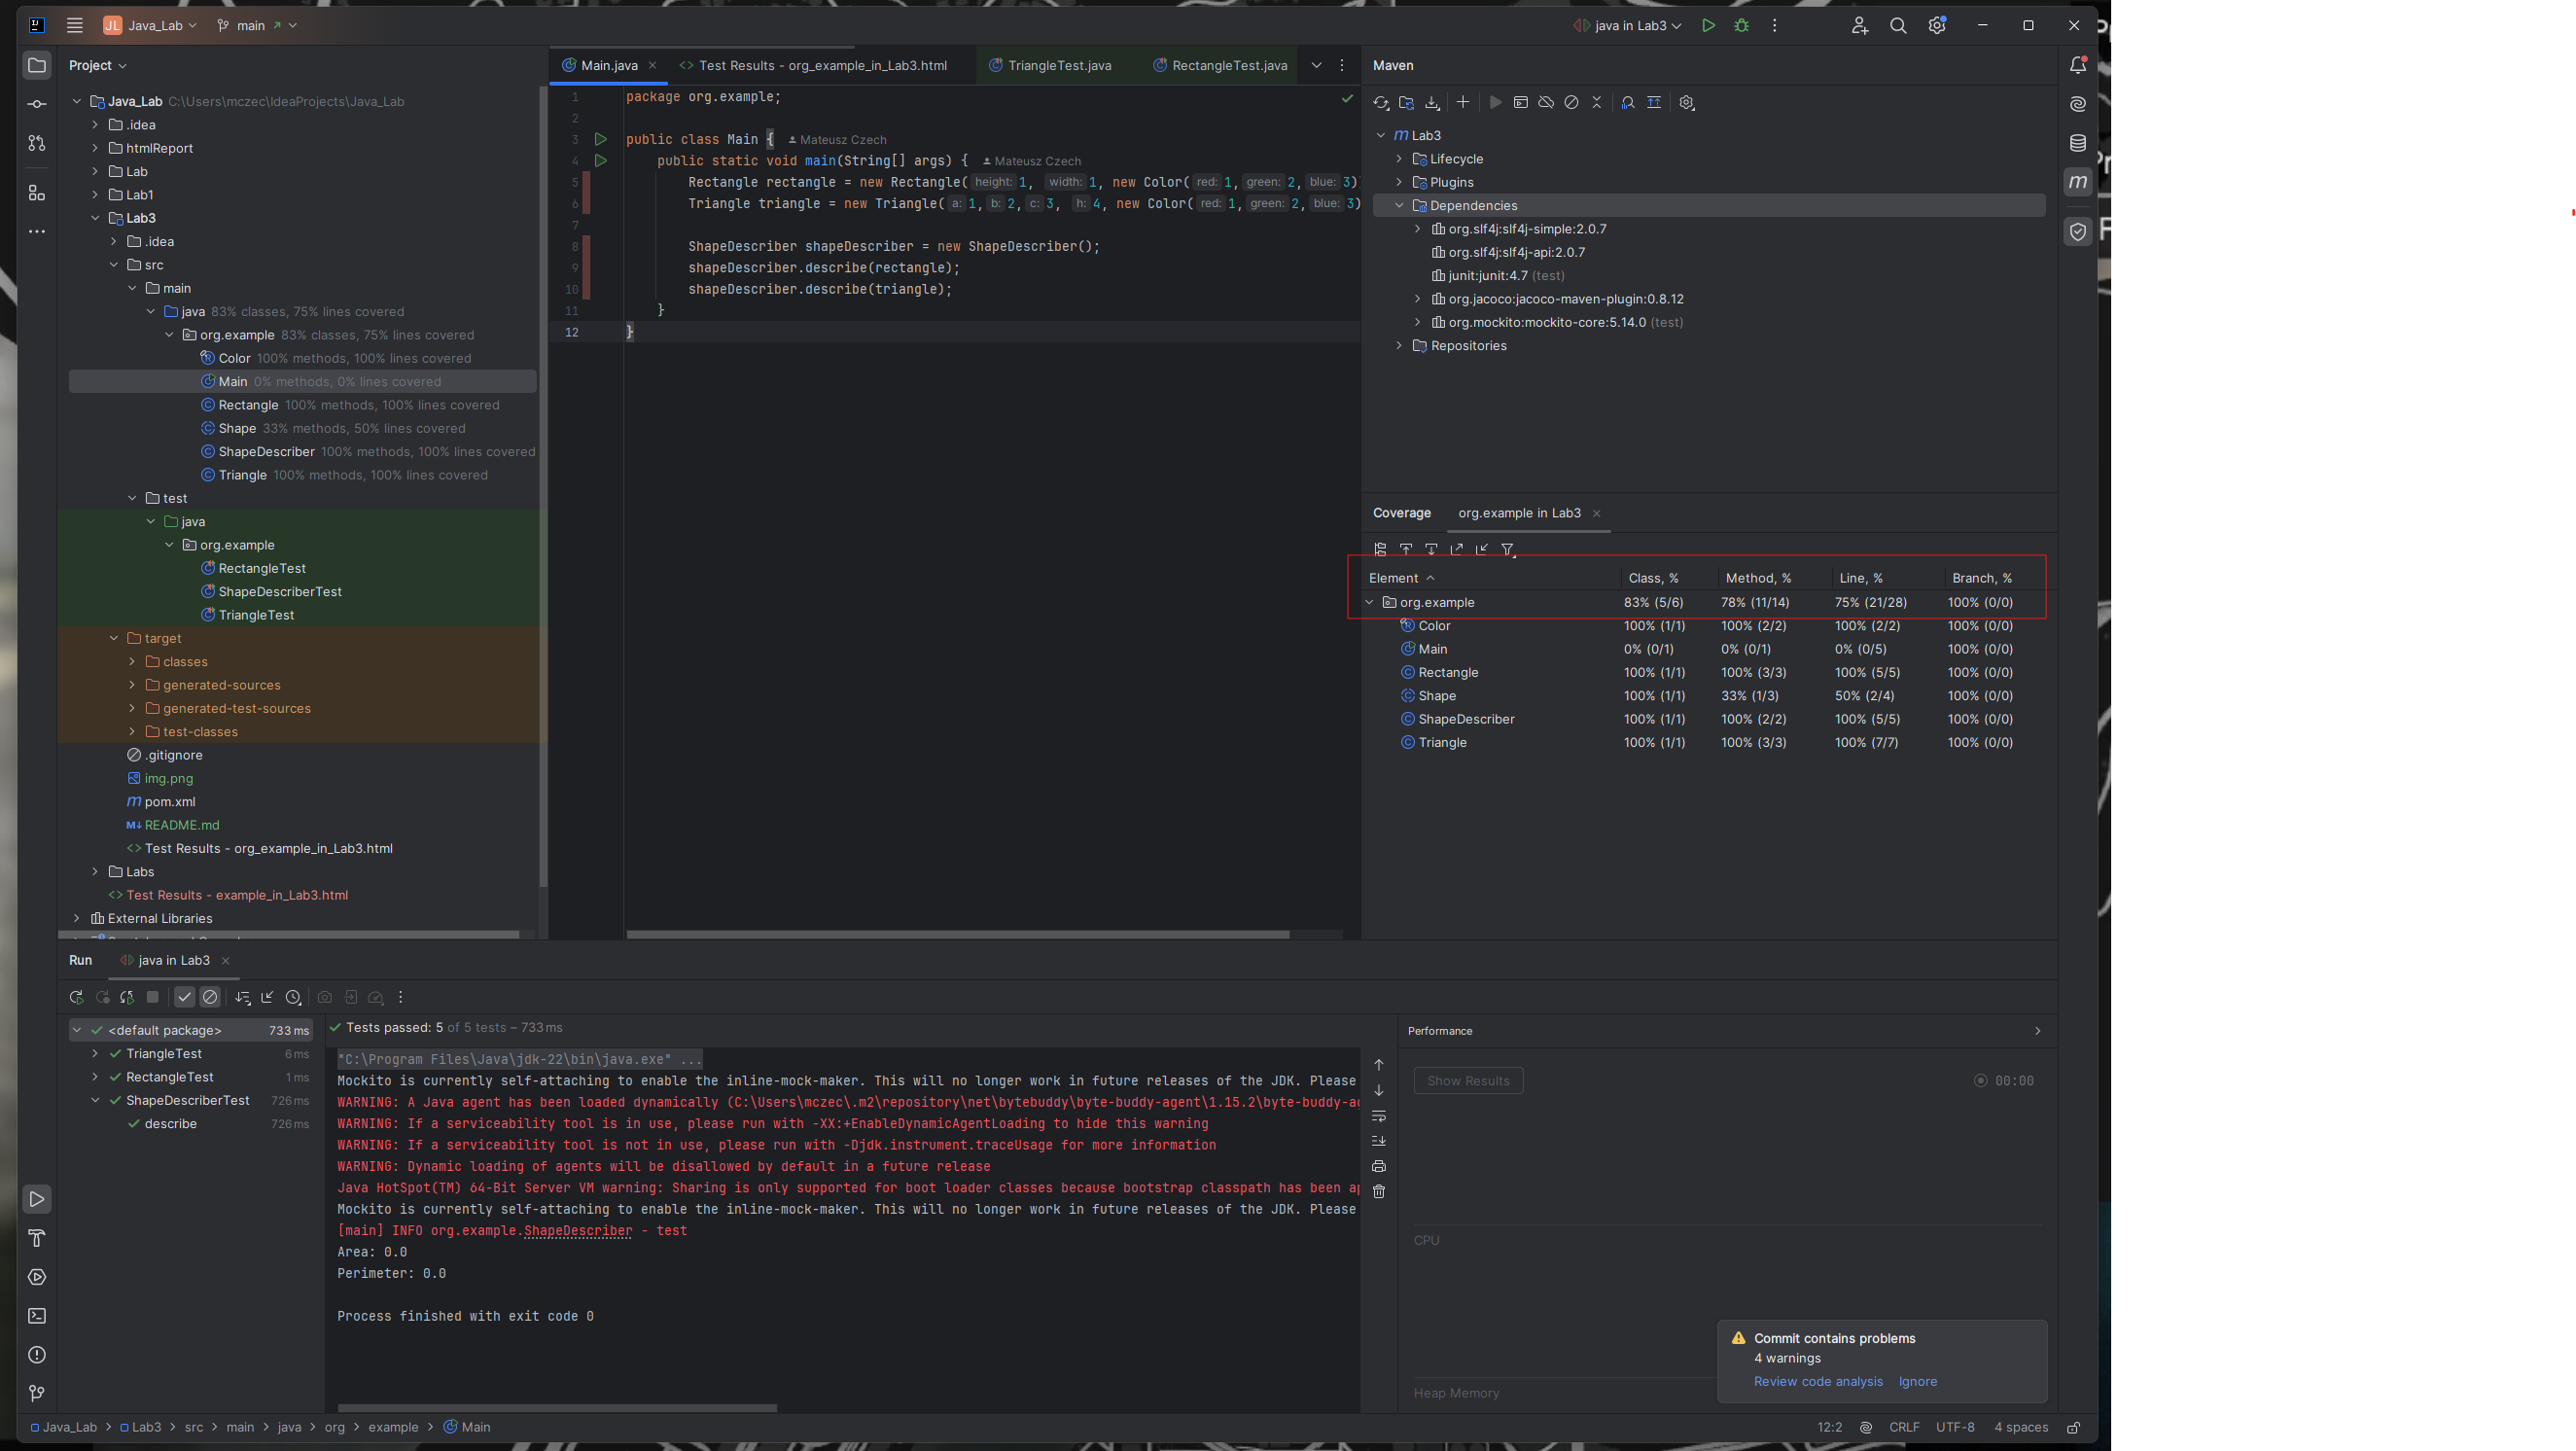 JL Java_Lab main java in Lab3
Project
Java_Lab C:\Users\mczec\IdeaProjects\Java_Lab
.idea
htmlReport
Lab
Lab1
Lab3
.idea
src
main
java 83% classes, 75% lines covered
org.example 83% classes, 75% lines covered
Color 100% methods, 100% lines covered
Main 0% methods, 0% lines covered
Rectangle 100% methods, 100% lines covered
Shape 33% methods, 50% lines covered
ShapeDescriber 100% methods, 100% lines covered
Triangle 100% methods, 100% lines covered
test
java
org.example
RectangleTest
ShapeDescriberTest
TriangleTest
target
classes
generated-sources
generated-test-sources
test-classes
.gitignore
img.png
pom.xml
README.md
Test Results - org_example_in_Lab3.html
Labs
Test Results - example_in_Lab3.html
External Libraries
Main.java Test Results - org_example_in_Lab3.html TriangleTest.java RectangleTest.java
1 package org.example;
2
3 public class Main { Mateusz Czech
4 public static void main(String[] args) { Mateusz Czech
5 Rectangle rectangle = new Rectangle( height: 1, width: 1, new Color( red: 1, green: 2, blue: 3)
6 Triangle triangle = new Triangle( a: 1, b: 2, c: 3, h: 4, new Color( red: 1, green: 2, blue: 3)
7
8 ShapeDescriber shapeDescriber = new ShapeDescriber();
9 shapeDescriber.describe(rectangle);
10 shapeDescriber.describe(triangle);
11 }
12 }
Maven
Lab3
Lifecycle
Plugins
Dependencies
org.slf4j:slf4j-simple:2.0.7
org.slf4j:slf4j-api:2.0.7
junit:junit:4.7 (test)
org.jacoco:jacoco-maven-plugin:0.8.12
org.mockito:mockito-core:5.14.0 (test)
Repositories
Coverage org.example in Lab3
Element Class, % Method, % Line, % Branch, %
org.example 83% (5/6) 78% (11/14) 75% (21/28) 100% (0/0)
Color 100% (1/1) 100% (2/2) 100% (2/2) 100% (0/0)
Main 0% (0/1) 0% (0/1) 0% (0/5) 100% (0/0)
Rectangle 100% (1/1) 100% (3/3) 100% (5/5) 100% (0/0)
Shape 100% (1/1) 33% (1/3) 50% (2/4) 100% (0/0)
ShapeDescriber 100% (1/1) 100% (2/2) 100% (5/5) 100% (0/0)
Triangle 100% (1/1) 100% (3/3) 100% (7/7) 100% (0/0)
Run java in Lab3
<default package> 733 ms
TriangleTest 6 ms
RectangleTest 1 ms
ShapeDescriberTest 726 ms
describe 726 ms
Tests passed: 5 of 5 tests – 733 ms
"C:\Program Files\Java\jdk-22\bin\java.exe" ...
Mockito is currently self-attaching to enable the inline-mock-maker. This will no longer work in future releases of the JDK. Please
WARNING: A Java agent has been loaded dynamically (C:\Users\mczec\.m2\repository\net\bytebuddy\byte-buddy-agent\1.15.2\byte-buddy-a
WARNING: If a serviceability tool is in use, please run with -XX:+EnableDynamicAgentLoading to hide this warning
WARNING: If a serviceability tool is not in use, please run with -Djdk.instrument.traceUsage for more information
WARNING: Dynamic loading of agents will be disallowed by default in a future release
Java HotSpot(TM) 64-Bit Server VM warning: Sharing is only supported for boot loader classes because bootstrap classpath has been a
Mockito is currently self-attaching to enable the inline-mock-maker. This will no longer work in future releases of the JDK. Please
[main] INFO org.example.ShapeDescriber - test
Area: 0.0
Perimeter: 0.0
Process finished with exit code 0
Performance
Show Results 00:00
CPU
Heap Memory
Commit contains problems
4 warnings
Review code analysis Ignore
Java_Lab Lab3 src main java org example Main
12:2 CRLF UTF-8 4 spaces